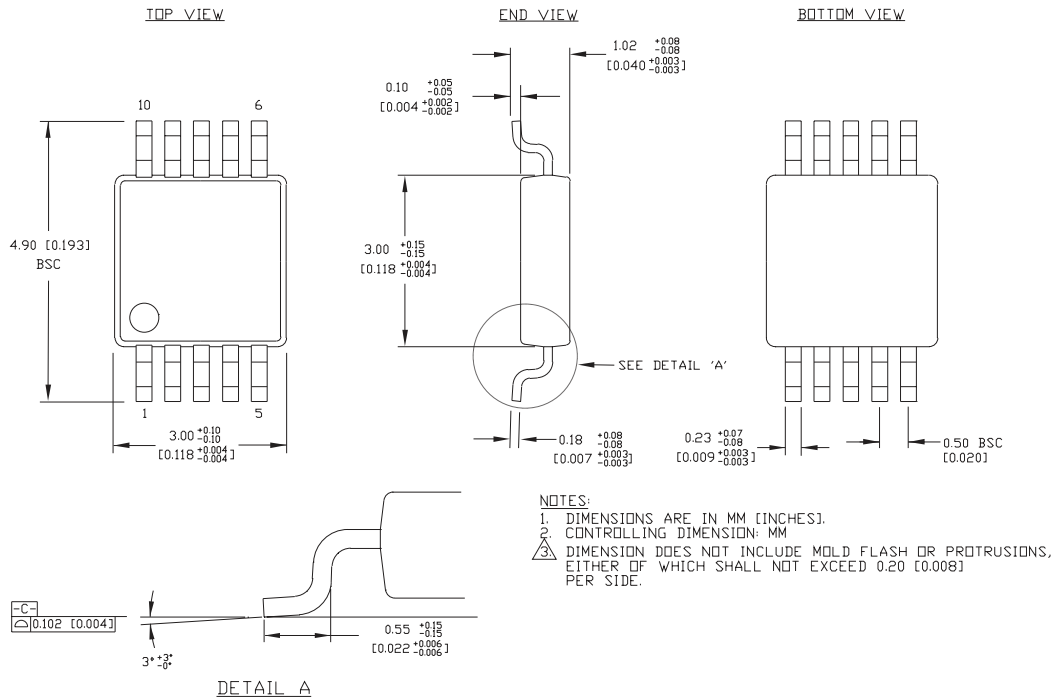 TOP VIEW
END VIEW
BOTTOM VIEW
1.02 +0.08 -0.08
[0.040 +0.003 -0.003]
0.10 +0.05 -0.05
[0.004 +0.002 -0.002]
10 6
4.90 [0.193]
BSC
3.00 +0.15 -0.15
[0.118 +0.004 -0.004]
SEE DETAIL 'A'
1 5
3.00 +0.10 -0.10
[0.118 +0.004 -0.004]
0.18 +0.08 -0.08
[0.007 +0.003 -0.003]
0.23 +0.07 -0.08
[0.009 +0.003 -0.003]
0.50 BSC
[0.020]
NOTES:
1. DIMENSIONS ARE IN MM [INCHES].
2. CONTROLLING DIMENSION: MM
3. DIMENSION DOES NOT INCLUDE MOLD FLASH OR PROTRUSIONS,
EITHER OF WHICH SHALL NOT EXCEED 0.20 [0.008]
PER SIDE.
-C-
⌓ 0.102 [0.004]
3° +3° -0°
0.55 +0.15 -0.15
[0.022 +0.006 -0.006]
DETAIL A